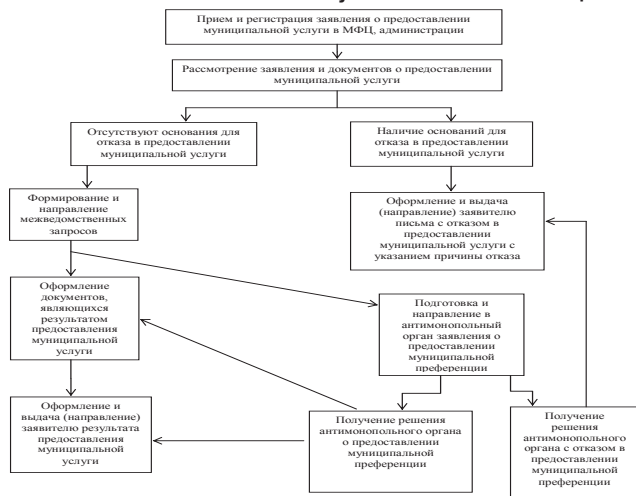 Прием и регистрация заявления о предоставлении
муниципальной услуги в МФЦ, администрации
Рассмотрение заявления и документов о предоставлении
муниципальной услуги
Отсутствуют основания для
отказа в предоставлении
муниципальной услуги
Наличие оснований для
отказа в предоставлении
муниципальной услуги
Формирование и
направление
межведомственных
запросов
Оформление и выдача
(направление) заявителю
письма с отказом в
предоставлении
муниципальной услуги с
указанием причины отказа
Оформление
документов,
являющихся
результатом
предоставления
муниципальной
услуги
Подготовка и
направление в
антимонопольный
орган заявления о
предоставлении
муниципальной
преференции
Оформление и
выдача (направление)
заявителю результата
предоставления
муниципальной
услуги
Получение решения
антимонопольного органа
о предоставлении
муниципальной
преференции
Получение
решения
антимонопольного
органа с отказом в
предоставлении
муниципальной
преференции